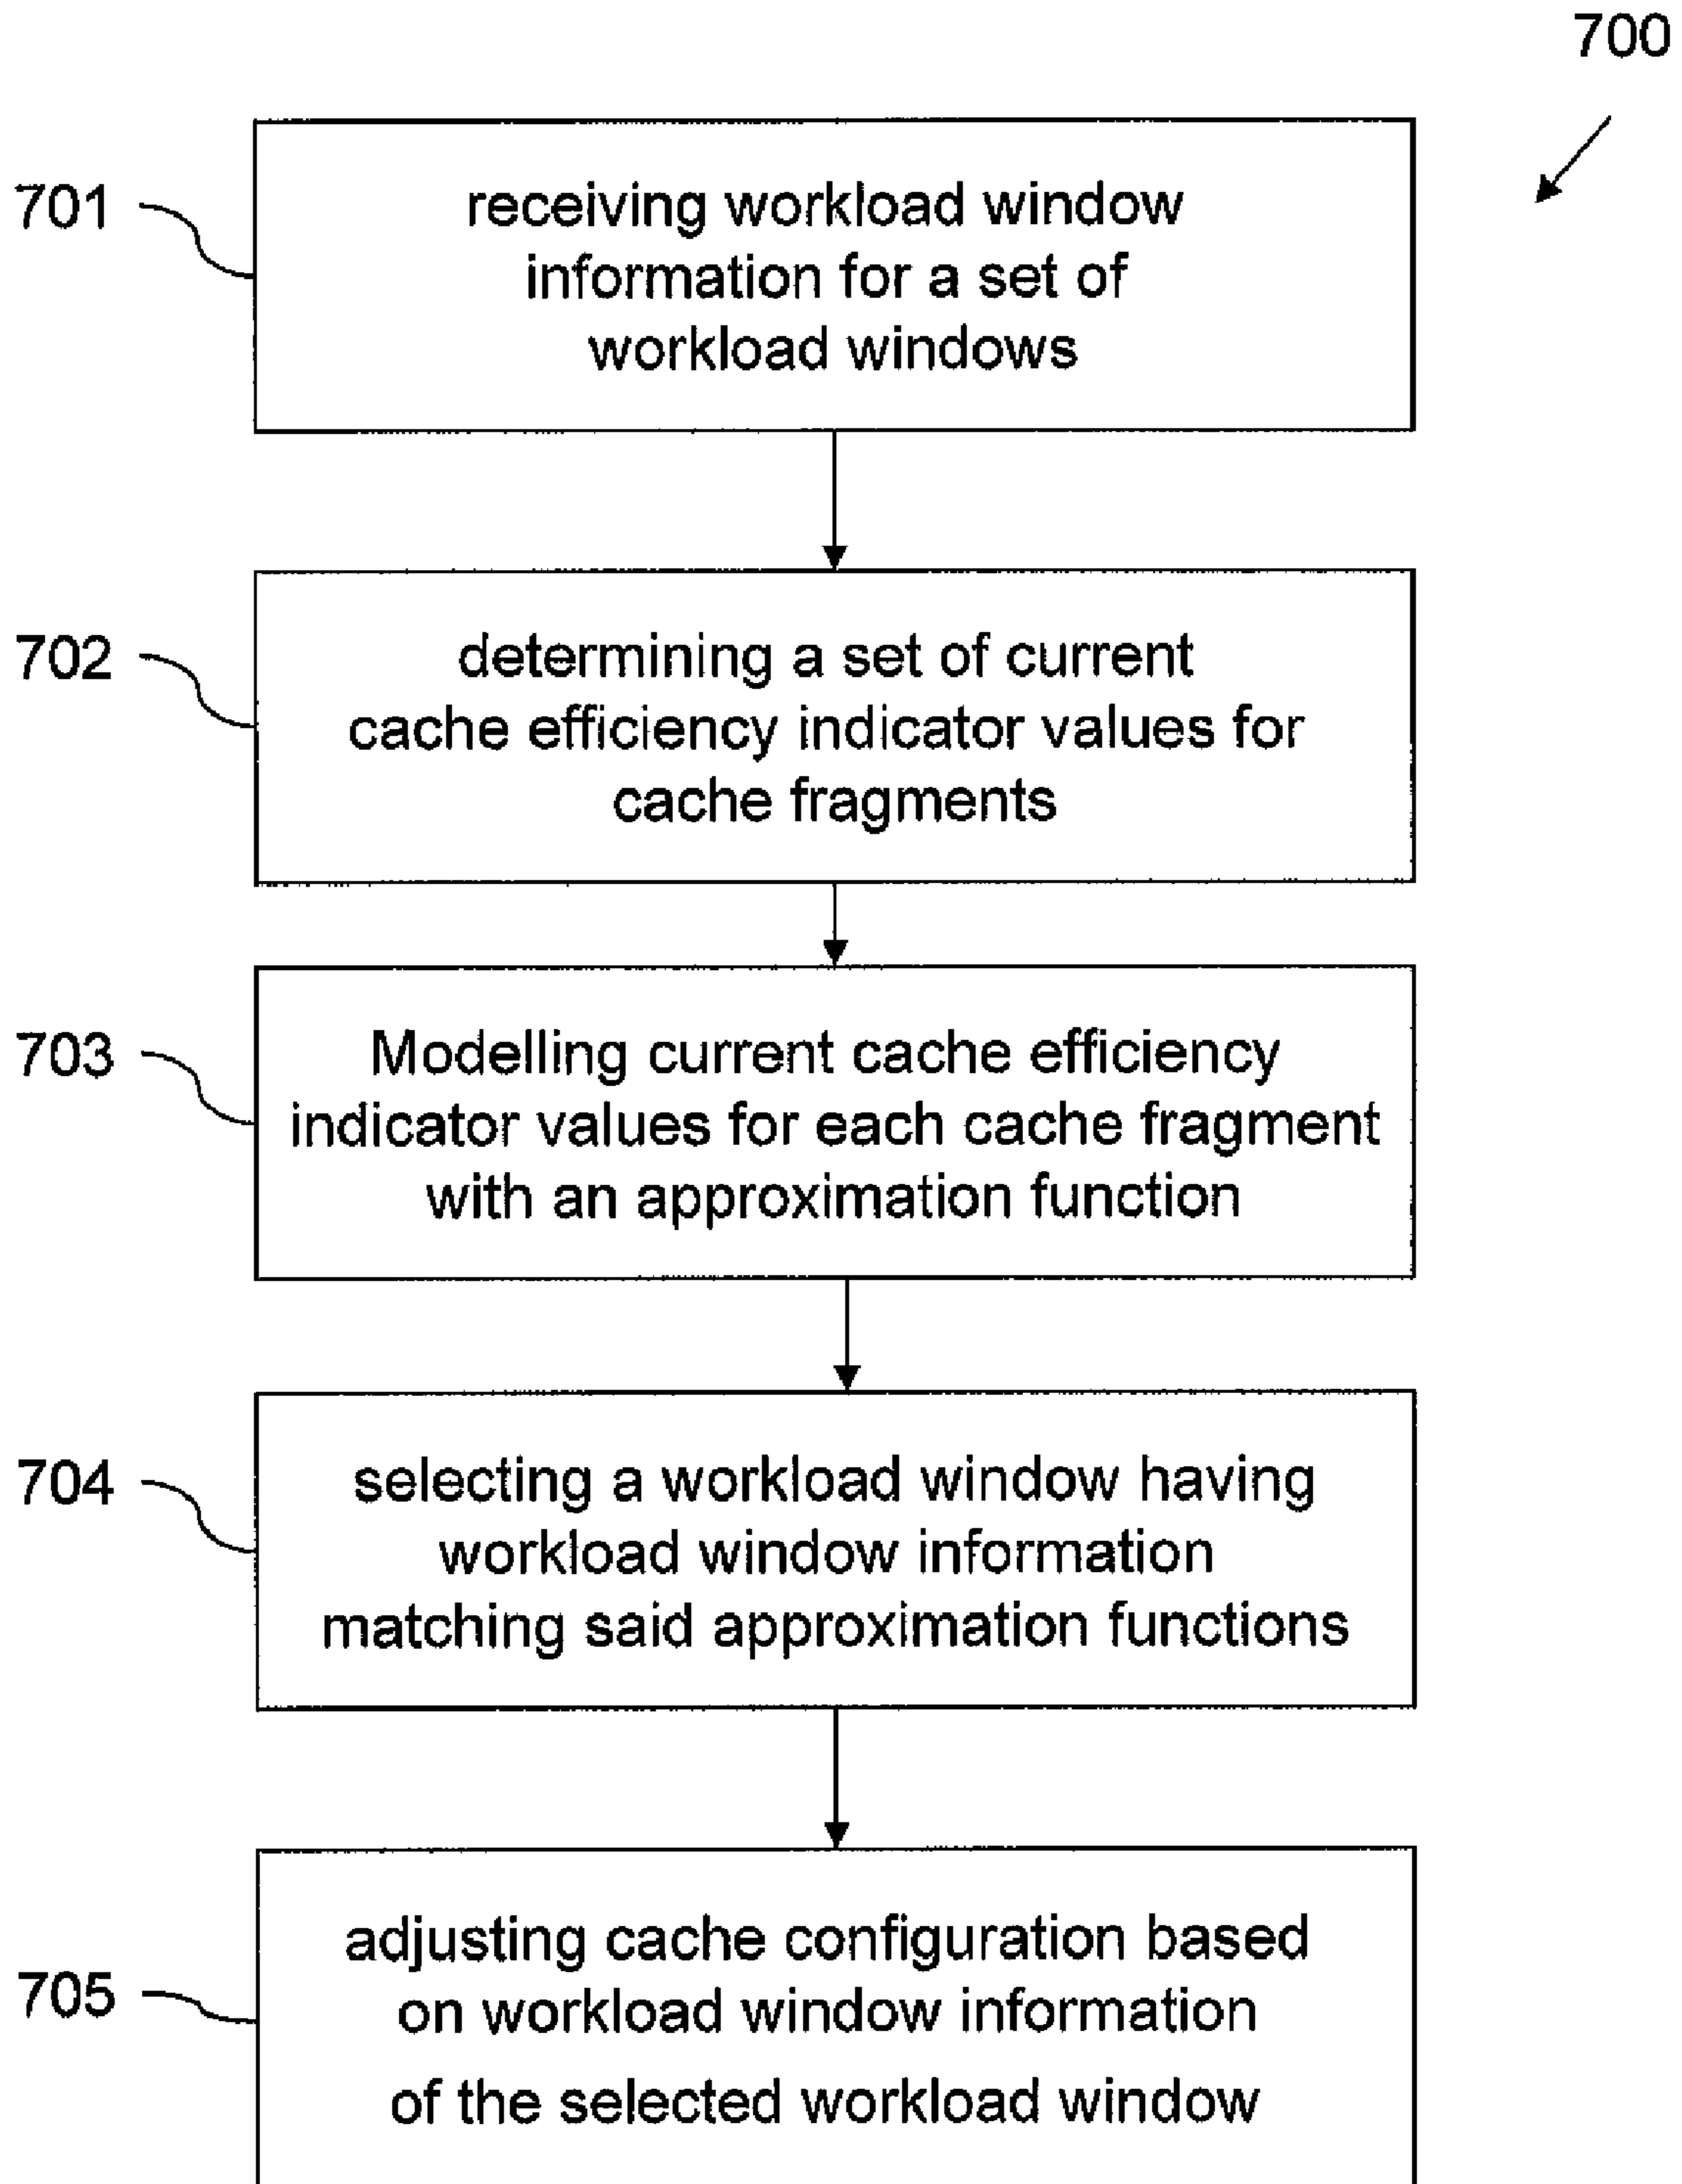 700
701
receiving workload window
information for a set of
workload windows
702
determining a set of current
cache efficiency indicator values for
cache fragments
703
Modelling current cache efficiency
indicator values for each cache fragment
with an approximation function
704
selecting a workload window having
workload window information
matching said approximation functions
705
adjusting cache configuration based
on workload window information
of the selected workload window